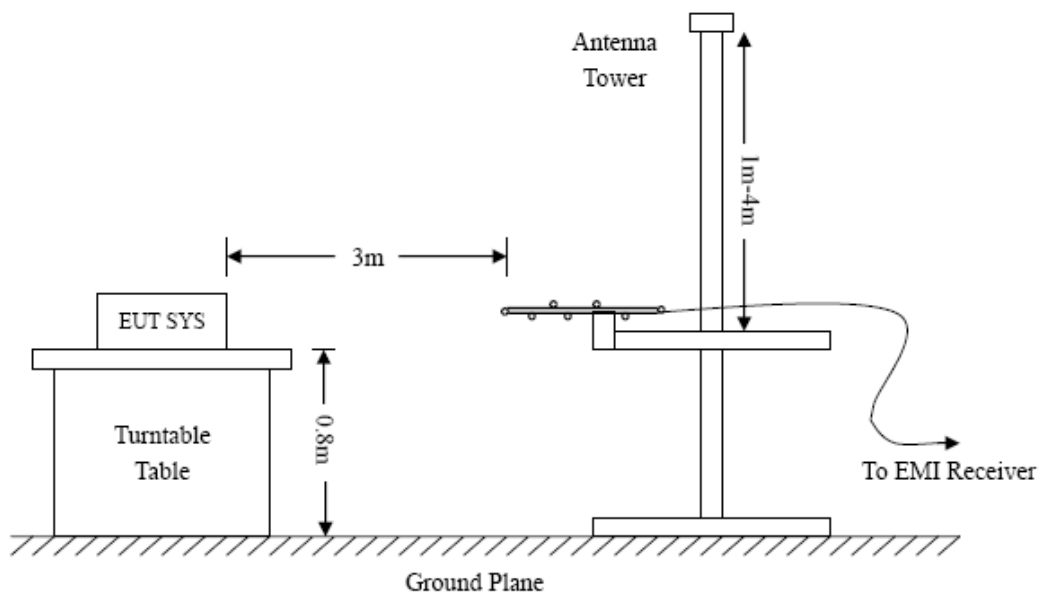 Antenna
Tower
1m-4m
3m
EUT SYS
0.8m
Turntable
Table
To EMI Receiver
Ground Plane